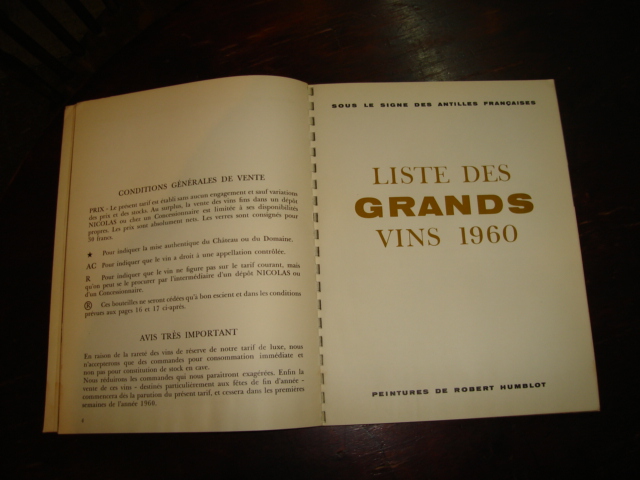 CONDITIONS GÉNÉRALES DE VENTE
PRIX - Le présent tarif est établi sans aucun engagement et sauf variations
des prix et des stocks. Au surplus, la vente des vins fins dans un dépôt
NICOLAS ou chez un Concessionnaire est limitée à ses disponibilités
propres. Les prix sont absolument nets. Les verres sont consignés pour
50 francs.
★ Pour indiquer la mise authentique du Château ou du Domaine.
AC Pour indiquer que le vin a droit à une appellation contrôlée.
R Pour indiquer que le vin ne figure pas sur le tarif courant, mais
qu'on peut se le procurer par l'intermédiaire d'un dépôt NICOLAS ou
d'un Concessionnaire.
Ⓡ Ces bouteilles ne seront cédées qu'à bon escient et dans les conditions
prévues aux pages 16 et 17 ci-après.
AVIS TRÈS IMPORTANT
En raison de la rareté des vins de réserve de notre tarif de luxe, nous
n'accepterons que des commandes pour consommation immédiate et
non pas pour constitution de stock en cave.
Nous réduirons les commandes qui nous paraîtront exagérées. Enfin la
vente de ces vins - destinés particulièrement aux fêtes de fin d'année -
commencera dès la parution du présent tarif, et cessera dans les premières
semaines de l'année 1960.
SOUS LE SIGNE DES ANTILLES FRANÇAISES
LISTE DES
GRANDS
VINS 1960
PEINTURES DE ROBERT HUMBLOT